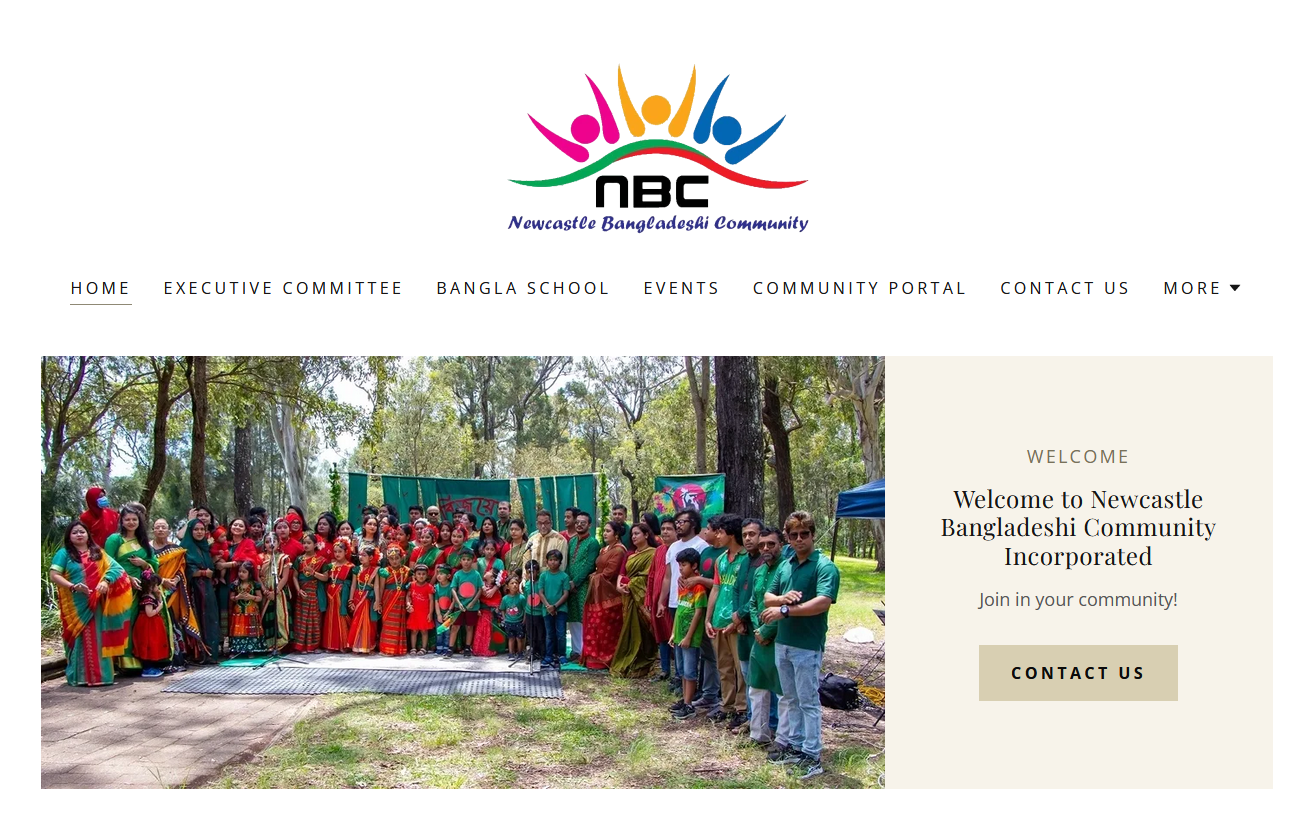 NBC
Newcastle Bangladeshi Community
HOME EXECUTIVE COMMITTEE BANGLA SCHOOL EVENTS COMMUNITY PORTAL CONTACT US MORE
WELCOME
Welcome to Newcastle
Bangladeshi Community
Incorporated
Join in your community!
CONTACT US